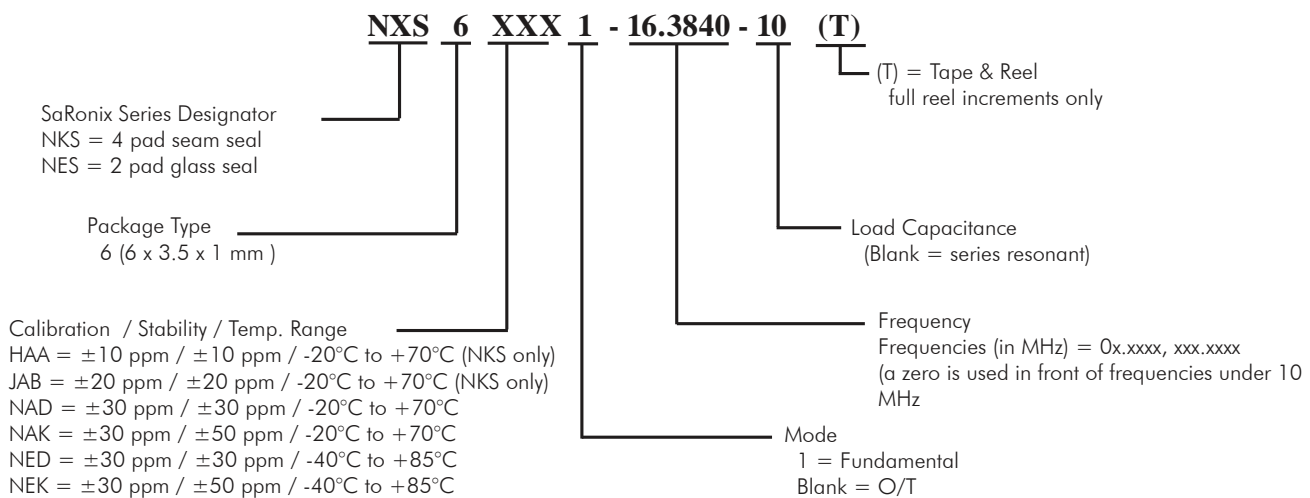 NXS 6 XXX 1 - 16.3840 - 10 (T)
(T) = Tape & Reel
full reel increments only
SaRonix Series Designator
NKS = 4 pad seam seal
NES = 2 pad glass seal
Package Type
6 (6 x 3.5 x 1 mm )
Load Capacitance
(Blank = series resonant)
Calibration / Stability / Temp. Range
HAA = ±10 ppm / ±10 ppm / -20°C to +70°C (NKS only)
JAB = ±20 ppm / ±20 ppm / -20°C to +70°C (NKS only)
NAD = ±30 ppm / ±30 ppm / -20°C to +70°C
NAK = ±30 ppm / ±50 ppm / -20°C to +70°C
NED = ±30 ppm / ±30 ppm / -40°C to +85°C
NEK = ±30 ppm / ±50 ppm / -40°C to +85°C
Frequency
Frequencies (in MHz) = 0x.xxxx, xxx.xxxx
(a zero is used in front of frequencies under 10
MHz
Mode
1 = Fundamental
Blank = O/T